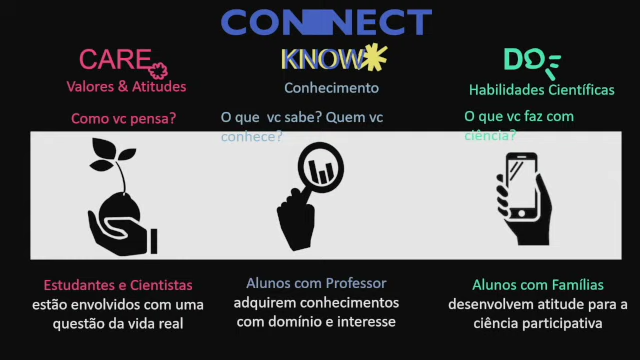 CONNECT
CARE
Valores & Atitudes
Como vc pensa?
Estudantes e Cientistas
estão envolvidos com uma
questão da vida real
KNOW
Conhecimento
O que vc sabe? Quem vc
conhece?
Alunos com Professor
adquirem conhecimentos
com domínio e interesse
DO
Habilidades Científicas
O que vc faz com
ciência?
Alunos com Famílias
desenvolvem atitude para a
ciência participativa